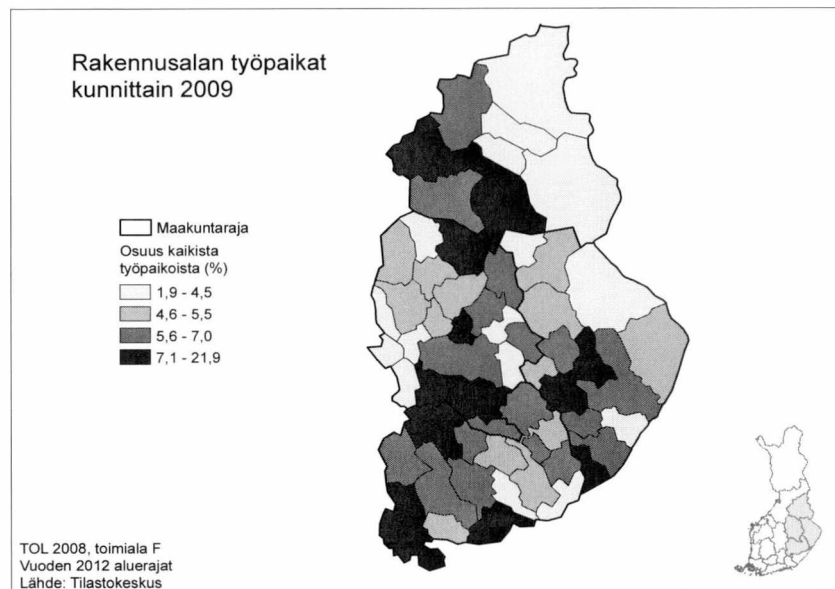 Rakennusalan työpaikat
kunnittain 2009
Maakuntaraja
Osuus kaikista
työpaikoista (%)
1,9 - 4,5
4,6 - 5,5
5,6 - 7,0
7,1 - 21,9
TOL 2008, toimiala F
Vuoden 2012 aluerajat
Lähde: Tilastokeskus